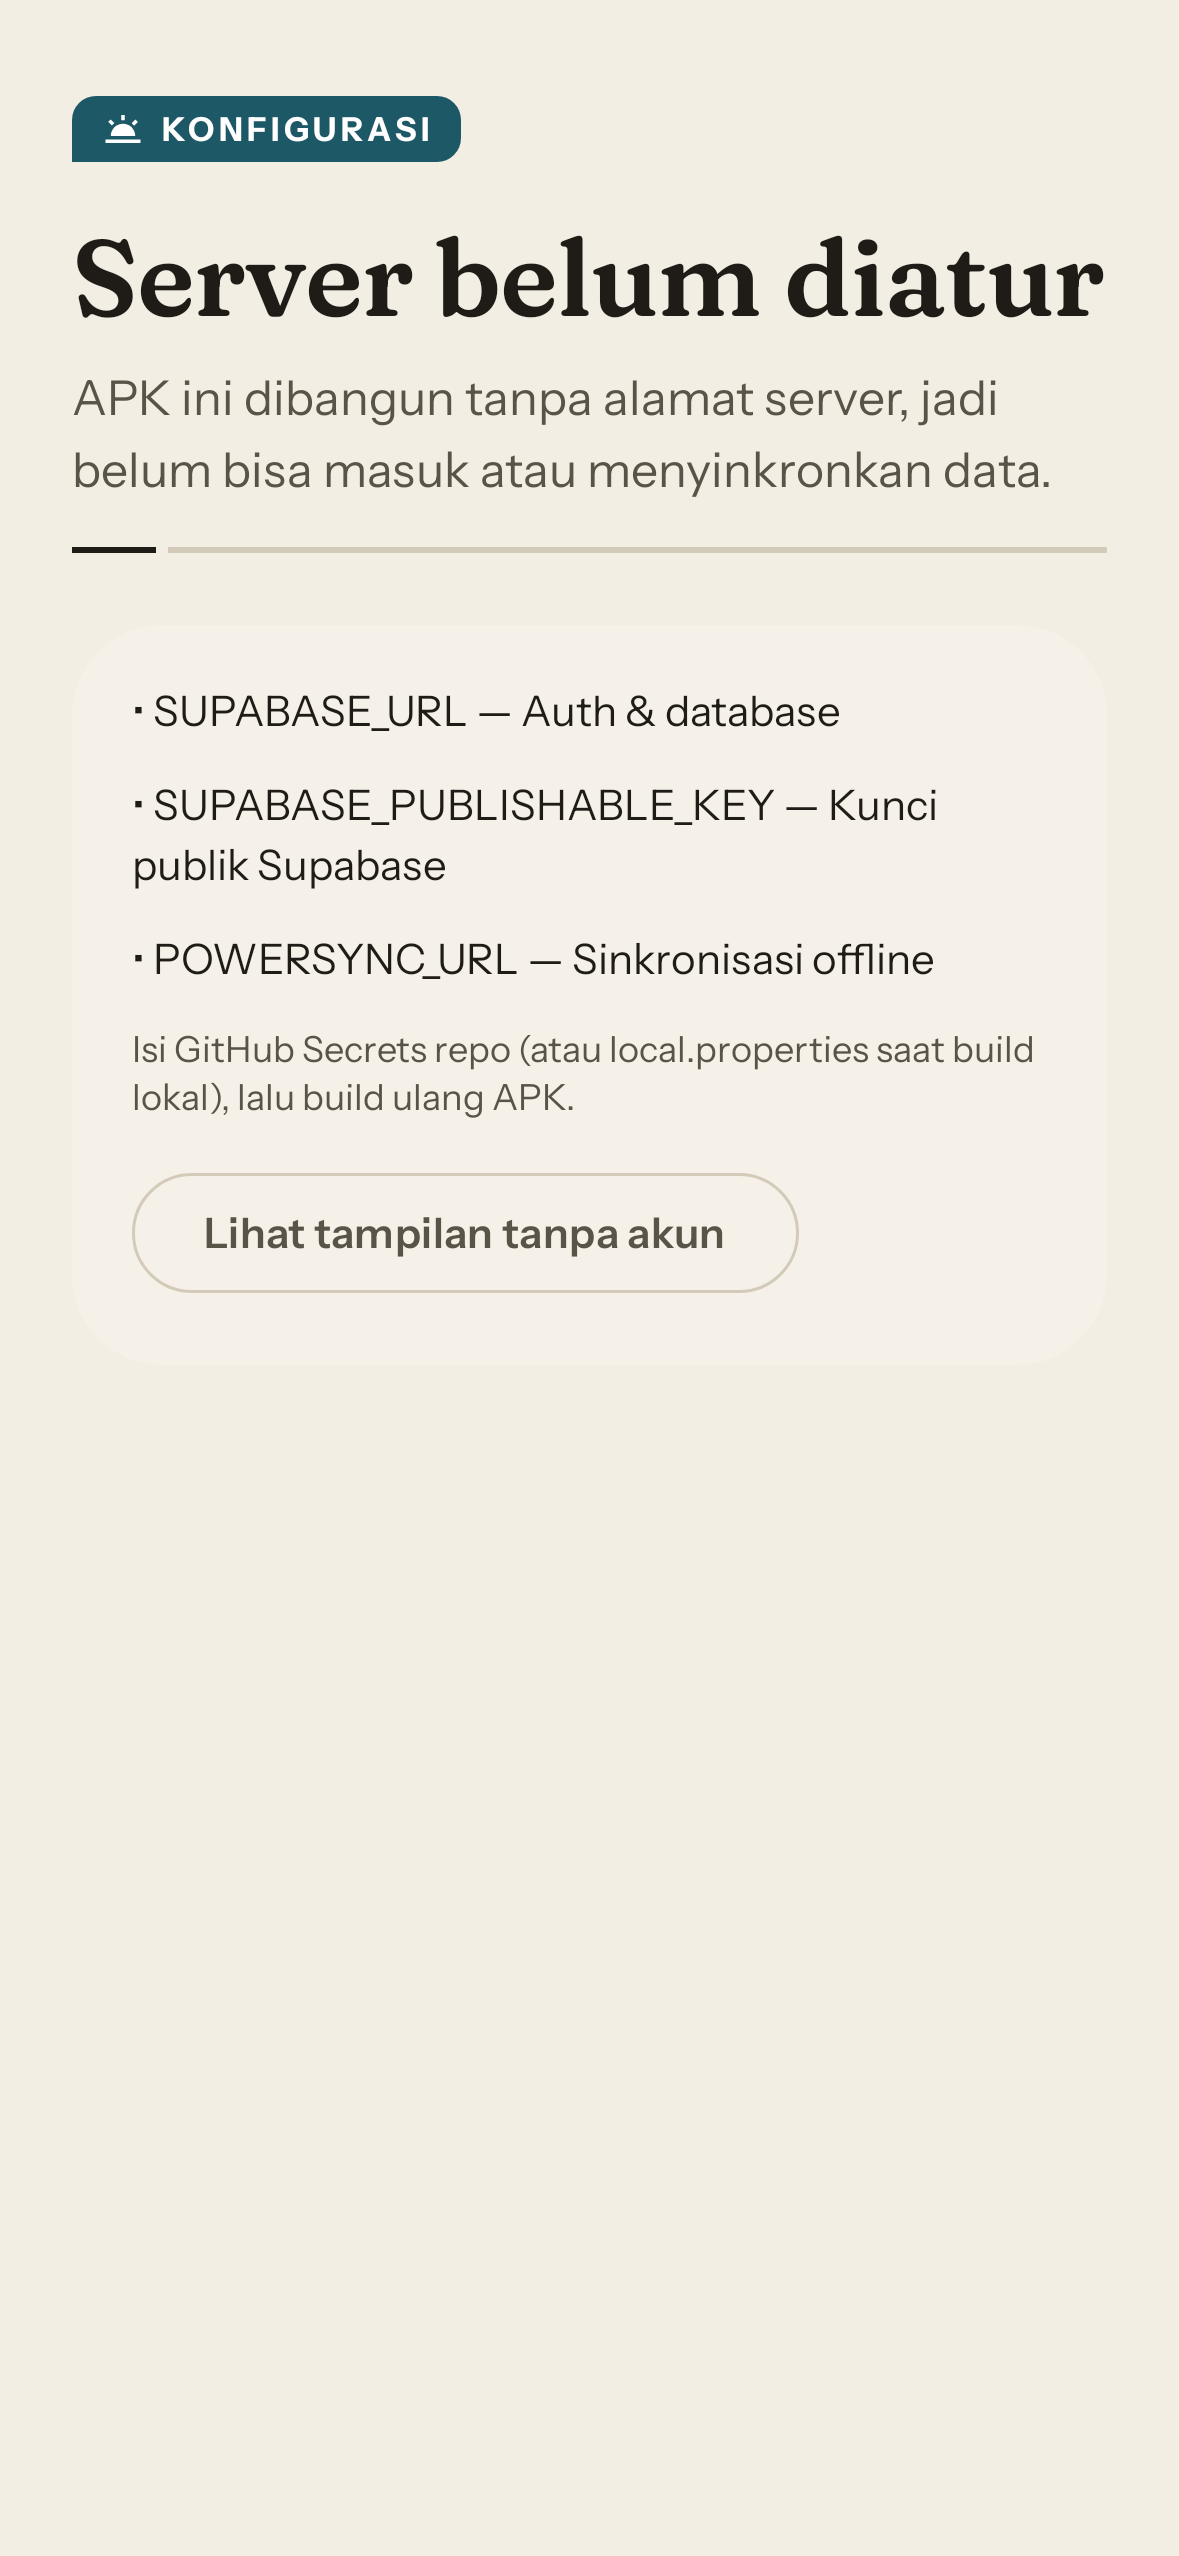 KONFIGURASI
Server belum diatur
APK ini dibangun tanpa alamat server, jadi
belum bisa masuk atau menyinkronkan data.
· SUPABASE_URL — Auth & database
· SUPABASE_PUBLISHABLE_KEY — Kunci
publik Supabase
· POWERSYNC_URL — Sinkronisasi offline
Isi GitHub Secrets repo (atau local.properties saat build
lokal), lalu build ulang APK.
Lihat tampilan tanpa akun